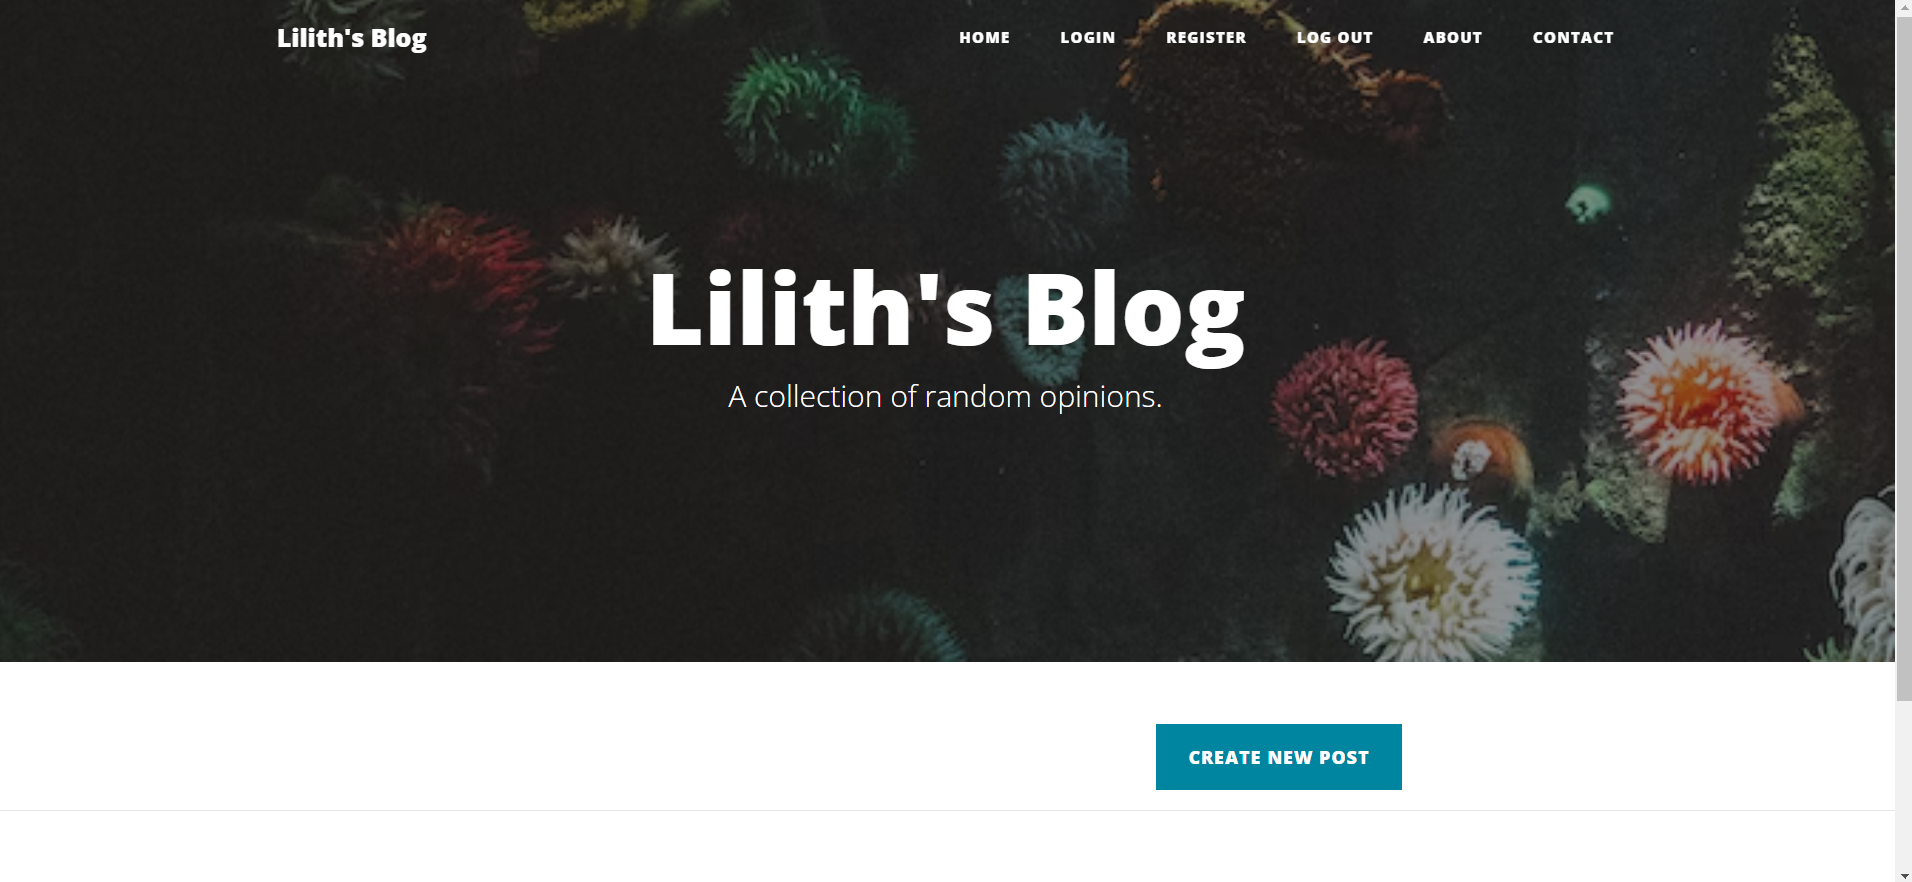 Lilith's Blog
HOME LOGIN REGISTER LOG OUT ABOUT CONTACT
Lilith's Blog
A collection of random opinions.
CREATE NEW POST